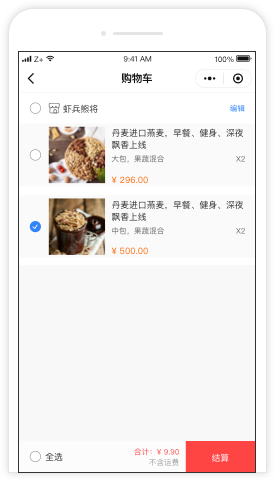 Z+ 9:41 AM 100%
购物车
虾兵熊将 编辑
丹麦进口燕麦，早餐、健身、深夜
飘香上线
大包，果蔬混合 X2
¥ 296.00
丹麦进口燕麦，早餐、健身、深夜
飘香上线
中包，果蔬混合 X2
¥ 500.00
全选 合计：¥ 9.90 结算
不含运费